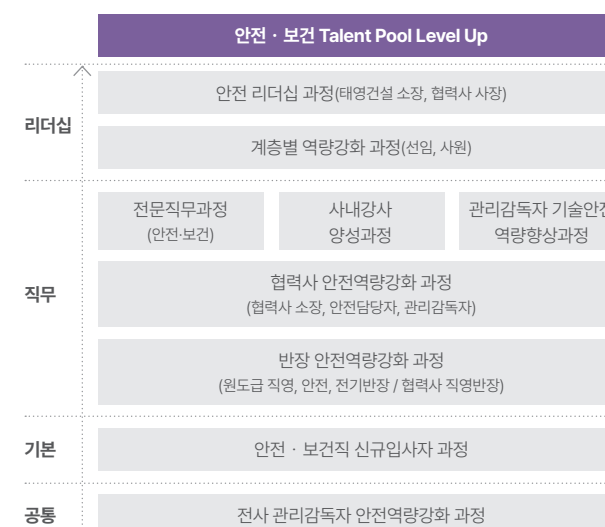 안전 · 보건 Talent Pool Level Up
리더십
안전 리더십 과정(태영건설 소장, 협력사 사장)
계층별 역량강화 과정(선임, 사원)
직무
전문직무과정
(안전·보건)
사내강사
양성과정
관리감독자 기술안전
역량향상과정
협력사 안전역량강화 과정
(협력사 소장, 안전담당자, 관리감독자)
반장 안전역량강화 과정
(원도급 직영, 안전, 전기반장 / 협력사 직영반장)
기본
안전 · 보건직 신규입사자 과정
공통
전사 관리감독자 안전역량강화 과정